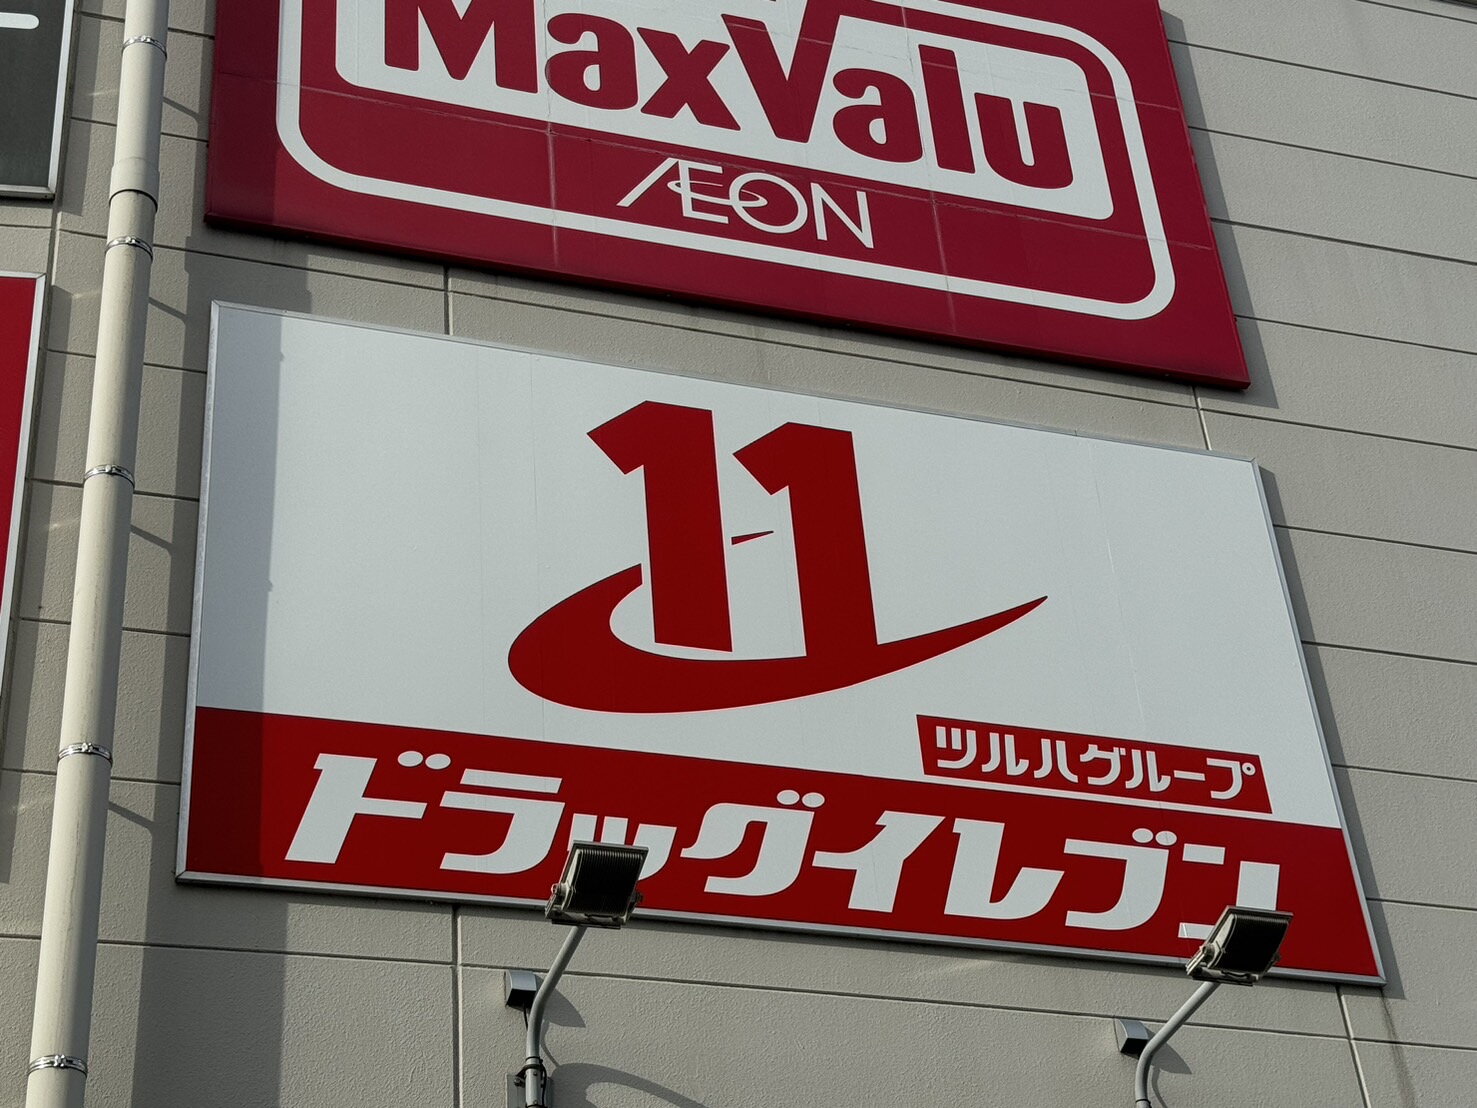 MaxValu
ÆON
11
ツルハグループ
ドラッグイレブン